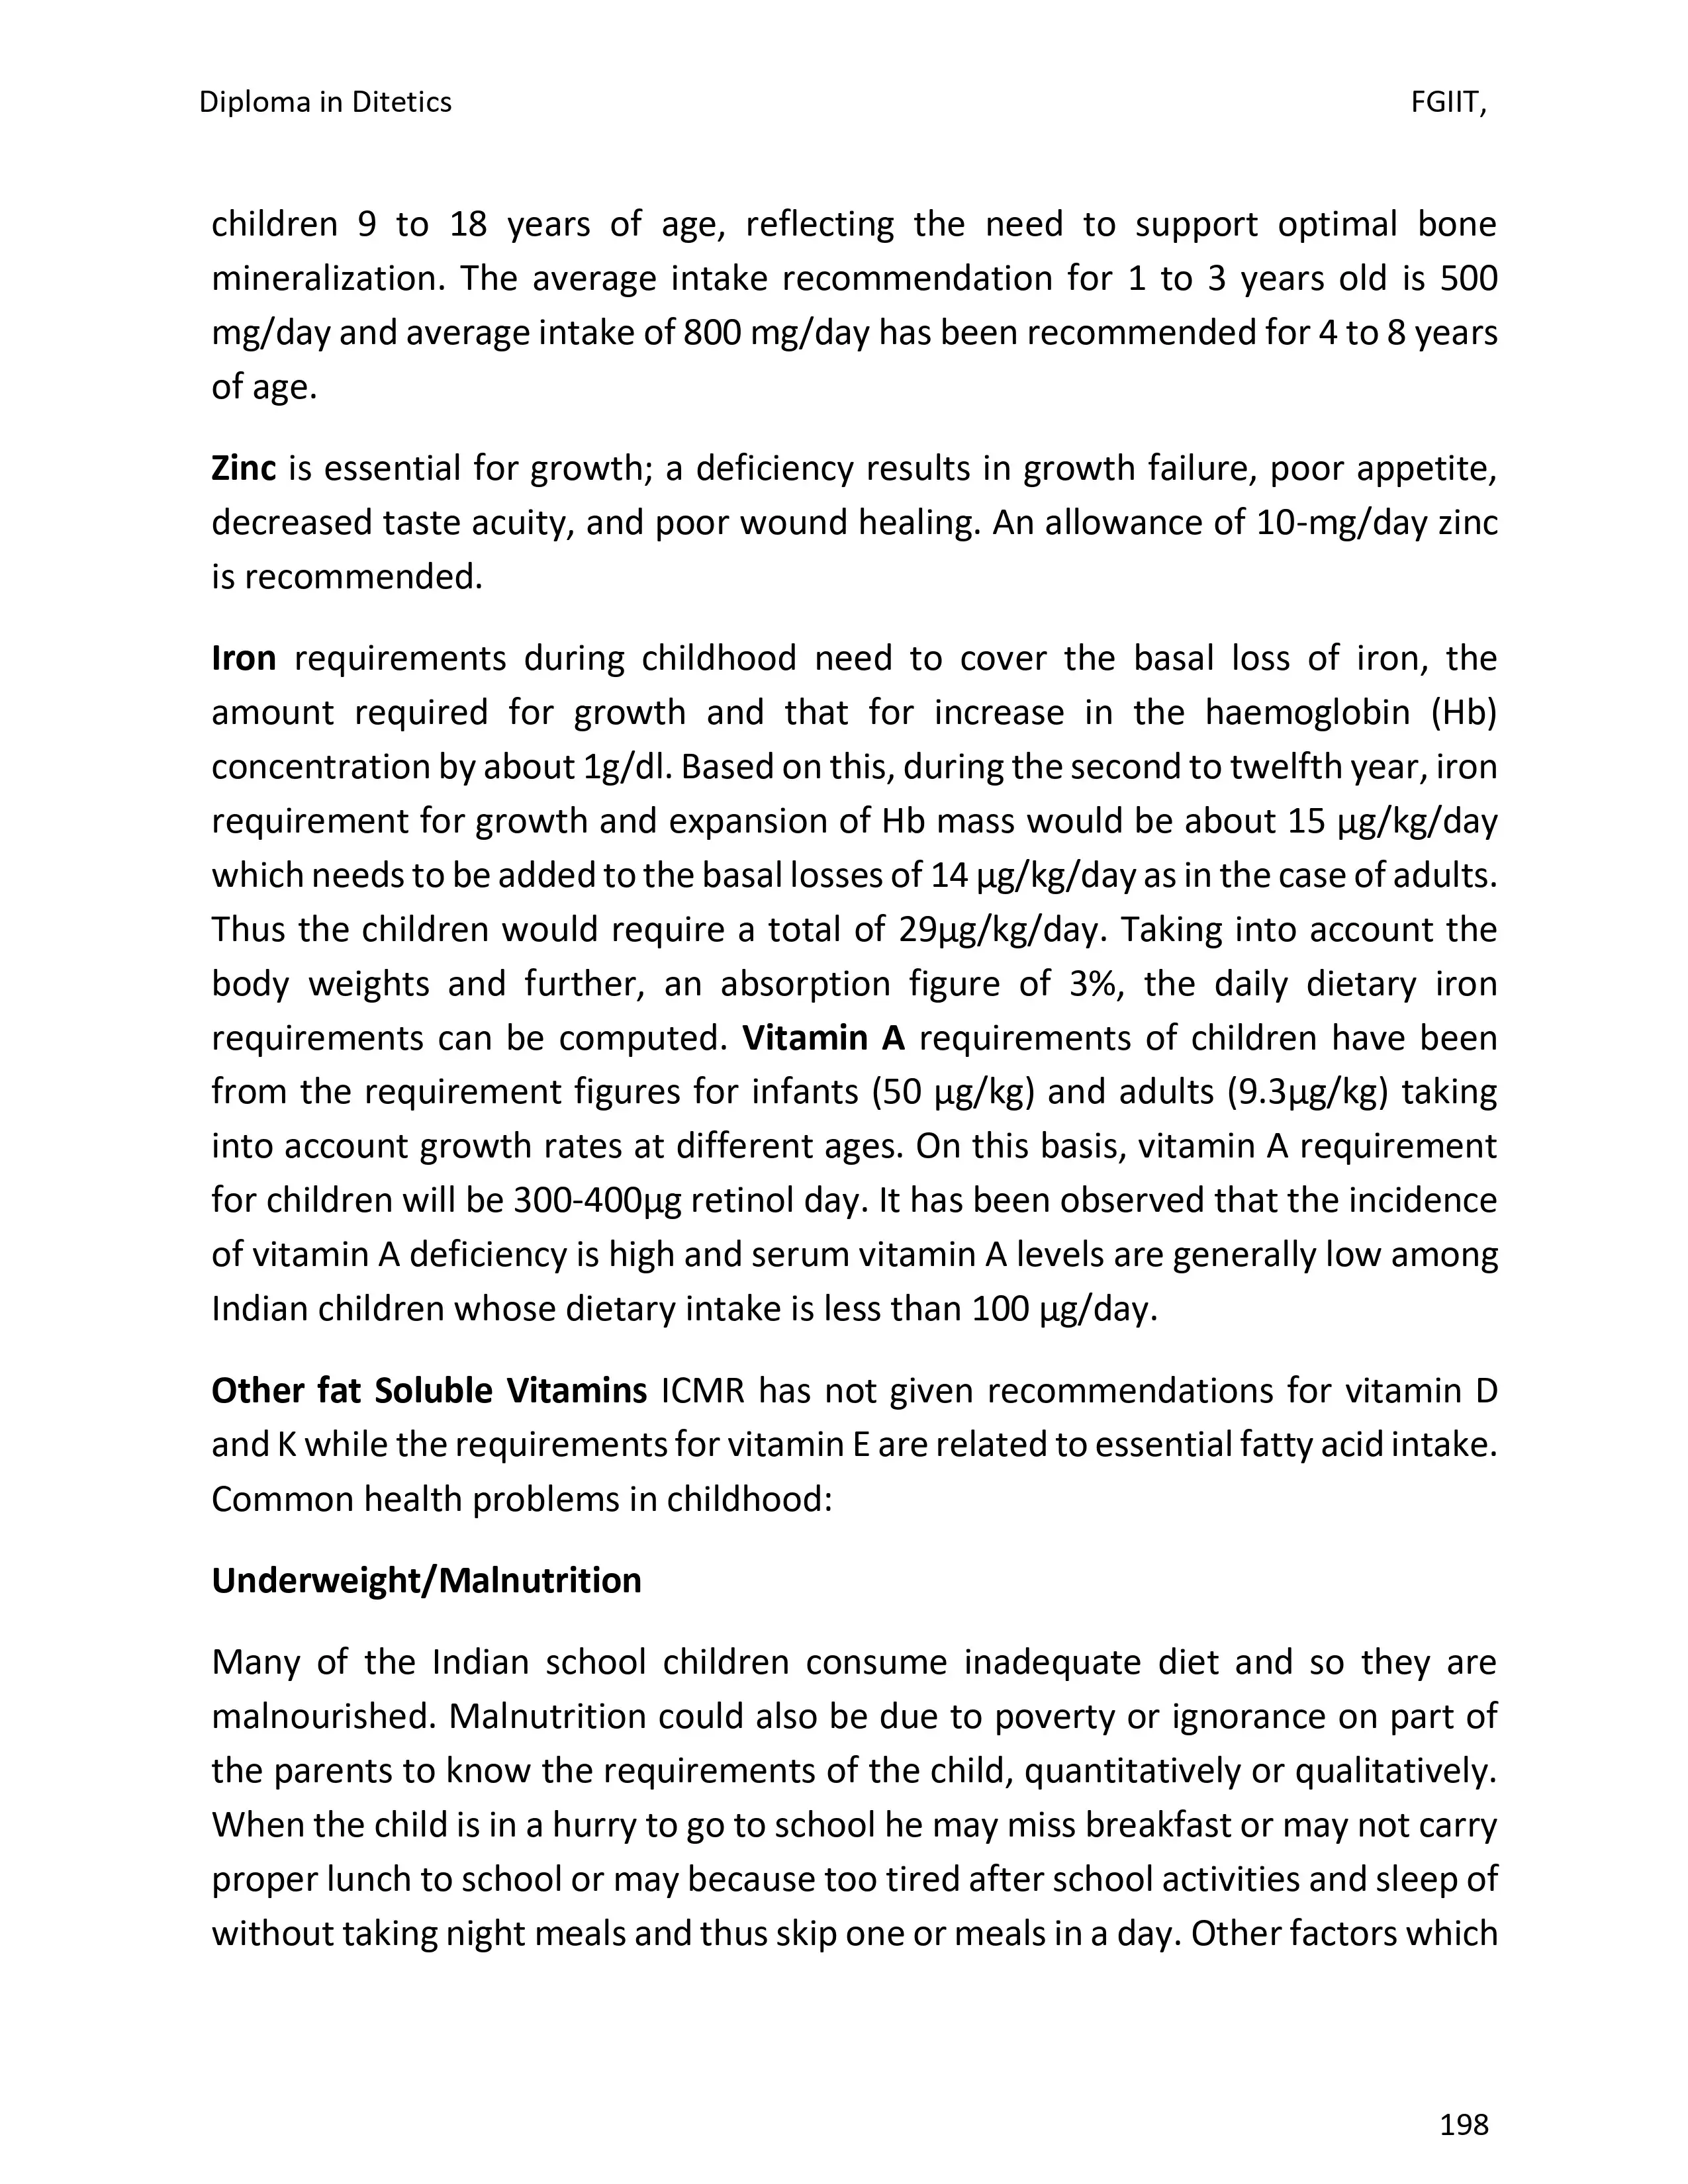 Diploma in Ditetics FGIIT,
children 9 to 18 years of age, reflecting the need to support optimal bone
mineralization. The average intake recommendation for 1 to 3 years old is 500
mg/day and average intake of 800 mg/day has been recommended for 4 to 8 years
of age.
Zinc is essential for growth; a deficiency results in growth failure, poor appetite,
decreased taste acuity, and poor wound healing. An allowance of 10-mg/day zinc
is recommended.
Iron requirements during childhood need to cover the basal loss of iron, the
amount required for growth and that for increase in the haemoglobin (Hb)
concentration by about 1g/dl. Based on this, during the second to twelfth year, iron
requirement for growth and expansion of Hb mass would be about 15 µg/kg/day
which needs to be added to the basal losses of 14 µg/kg/day as in the case of adults.
Thus the children would require a total of 29µg/kg/day. Taking into account the
body weights and further, an absorption figure of 3%, the daily dietary iron
requirements can be computed. Vitamin A requirements of children have been
from the requirement figures for infants (50 µg/kg) and adults (9.3µg/kg) taking
into account growth rates at different ages. On this basis, vitamin A requirement
for children will be 300-400µg retinol day. It has been observed that the incidence
of vitamin A deficiency is high and serum vitamin A levels are generally low among
Indian children whose dietary intake is less than 100 µg/day.
Other fat Soluble Vitamins ICMR has not given recommendations for vitamin D
and K while the requirements for vitamin E are related to essential fatty acid intake.
Common health problems in childhood:
Underweight/Malnutrition
Many of the Indian school children consume inadequate diet and so they are
malnourished. Malnutrition could also be due to poverty or ignorance on part of
the parents to know the requirements of the child, quantitatively or qualitatively.
When the child is in a hurry to go to school he may miss breakfast or may not carry
proper lunch to school or may because too tired after school activities and sleep of
without taking night meals and thus skip one or meals in a day. Other factors which
198